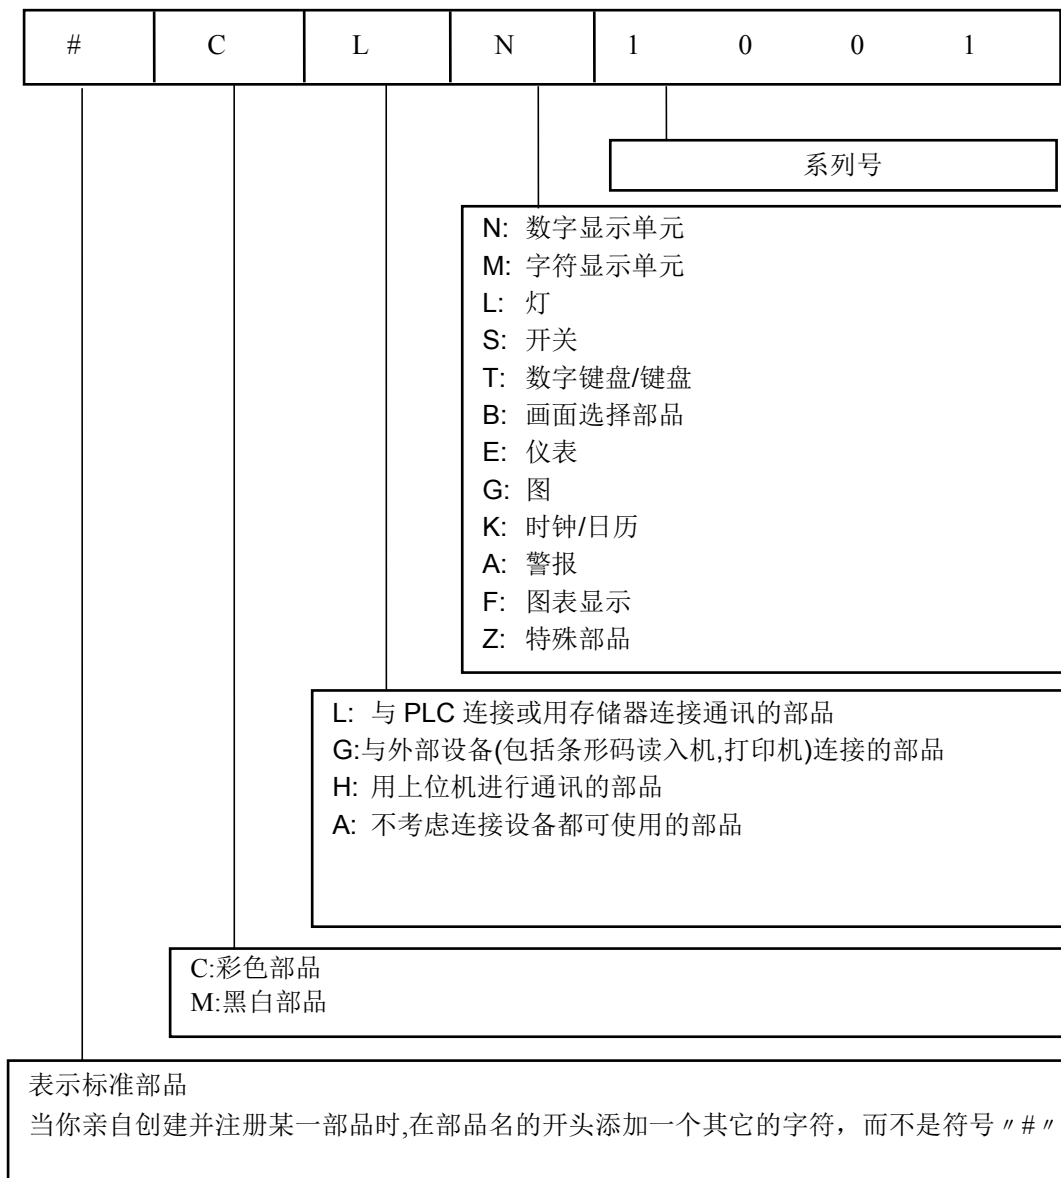 # C L N 1 0 0 1
系列号
N: 数字显示单元
M: 字符显示单元
L: 灯
S: 开关
T: 数字键盘/键盘
B: 画面选择部品
E: 仪表
G: 图
K: 时钟/日历
A: 警报
F: 图表显示
Z: 特殊部品
L: 与 PLC 连接或用存储器连接通讯的部品
G:与外部设备(包括条形码读入机,打印机)连接的部品
H: 用上位机进行通讯的部品
A: 不考虑连接设备都可使用的部品
C:彩色部品
M:黑白部品
表示标准部品
当你亲自创建并注册某一部品时,在部品名的开头添加一个其它的字符，而不是符号〃#〃